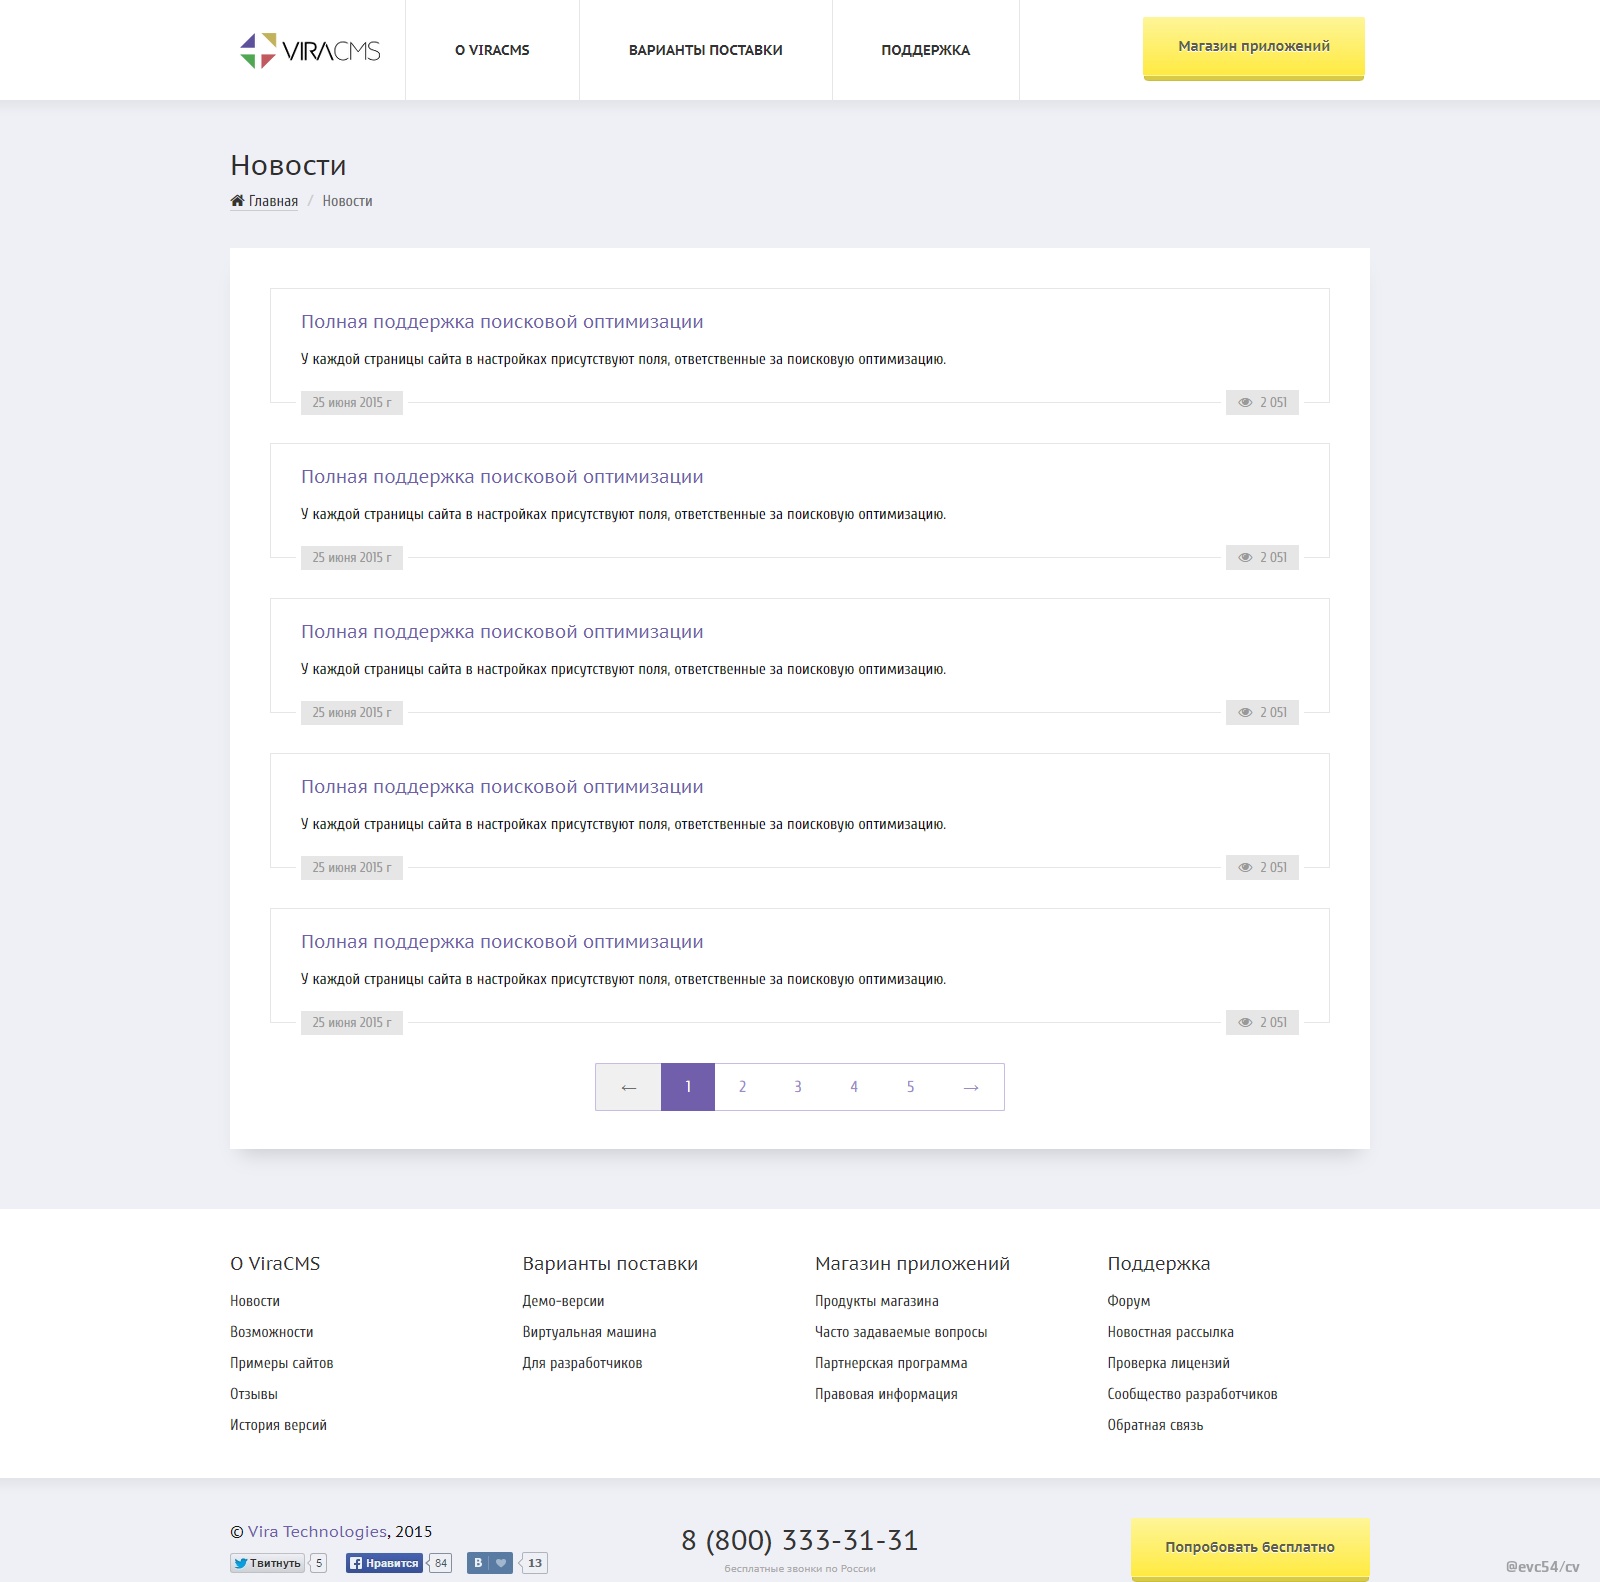 VIRACMS
О VIRACMS
ВАРИАНТЫ ПОСТАВКИ
ПОДДЕРЖКА
Магазин приложений
Новости
Главная / Новости
Полная поддержка поисковой оптимизации
У каждой страницы сайта в настройках присутствуют поля, ответственные за поисковую оптимизацию.
25 июня 2015 г 2 051
Полная поддержка поисковой оптимизации
У каждой страницы сайта в настройках присутствуют поля, ответственные за поисковую оптимизацию.
25 июня 2015 г 2 051
Полная поддержка поисковой оптимизации
У каждой страницы сайта в настройках присутствуют поля, ответственные за поисковую оптимизацию.
25 июня 2015 г 2 051
Полная поддержка поисковой оптимизации
У каждой страницы сайта в настройках присутствуют поля, ответственные за поисковую оптимизацию.
25 июня 2015 г 2 051
Полная поддержка поисковой оптимизации
У каждой страницы сайта в настройках присутствуют поля, ответственные за поисковую оптимизацию.
25 июня 2015 г 2 051
← 1 2 3 4 5 →
О ViraCMS
Новости
Возможности
Примеры сайтов
Отзывы
История версий
Варианты поставки
Демо-версии
Виртуальная машина
Для разработчиков
Магазин приложений
Продукты магазина
Часто задаваемые вопросы
Партнерская программа
Правовая информация
Поддержка
Форум
Новостная рассылка
Проверка лицензий
Сообщество разработчиков
Обратная связь
© Vira Technologies, 2015
Твитнуть 5 Нравится 84 В 13
8 (800) 333-31-31
бесплатные звонки по России
Попробовать бесплатно
@evc54/cv